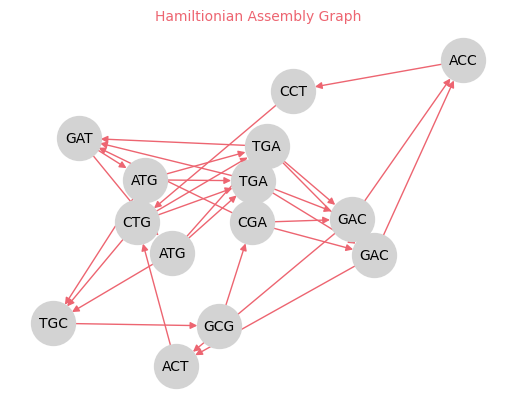 Hamiltionian Assembly Graph
ACC
CCT
GAT
TGA
ATG
TGA
CTG
CGA
GAC
ATG
GAC
TGC
GCG
ACT